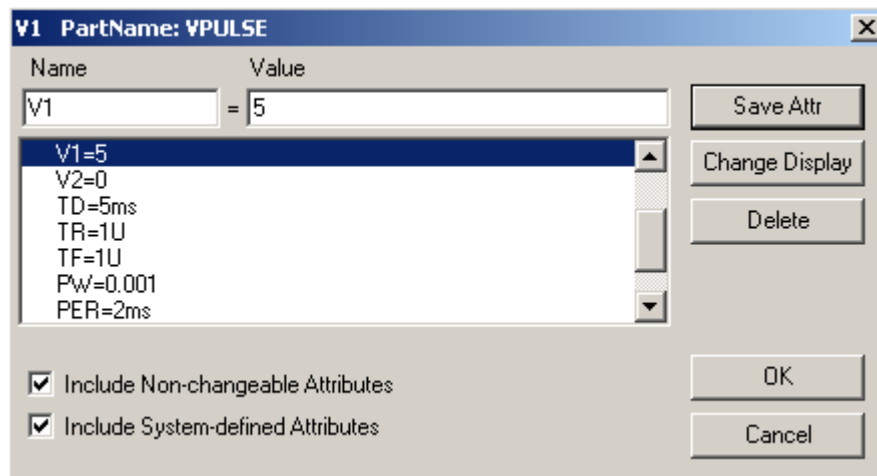 V1 PartName: VPULSE
Name Value
V1 = 5 Save Attr
V1=5
V2=0
TD=5ms
TR=1U
TF=1U
PW=0.001
PER=2ms
Change Display
Delete
Include Non-changeable Attributes
Include System-defined Attributes
OK
Cancel